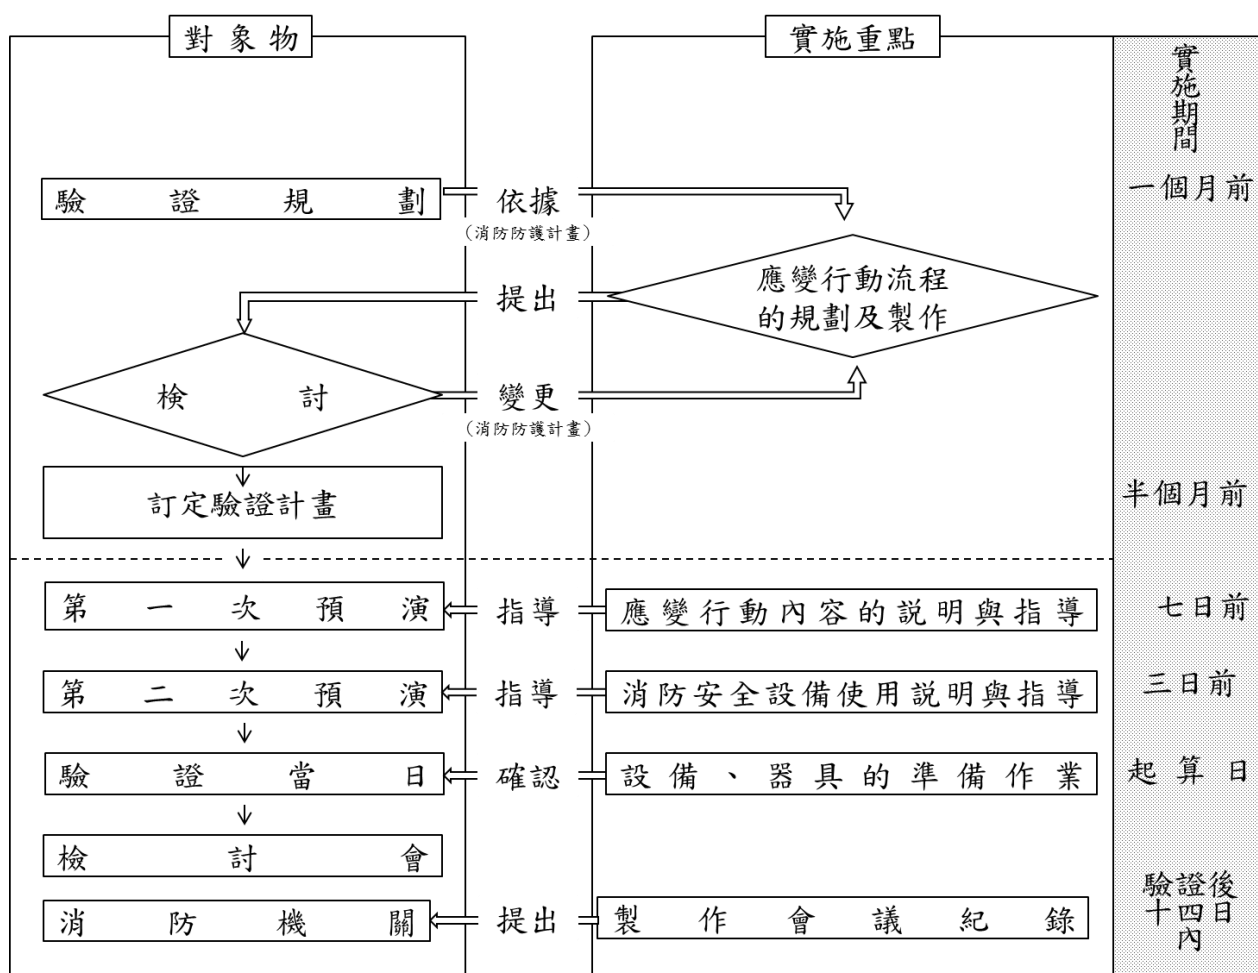 對象物
實施重點
實施期間
驗證規劃
依據
一個月前
(消防防護計畫)
提出
應變行動流程
的規劃及製作
検討
變更
(消防防護計畫)
訂定驗證計畫
半個月前
第一次預演
指導
應變行動內容的説明與指導
七日前
第二次預演
指導
消防安全設備使用説明與指導
三日前
驗證當日
確認
設備、器具的準備作業
起算日
檢討會
消防機關
提出
製作會議紀錄
驗證後
十四日
內